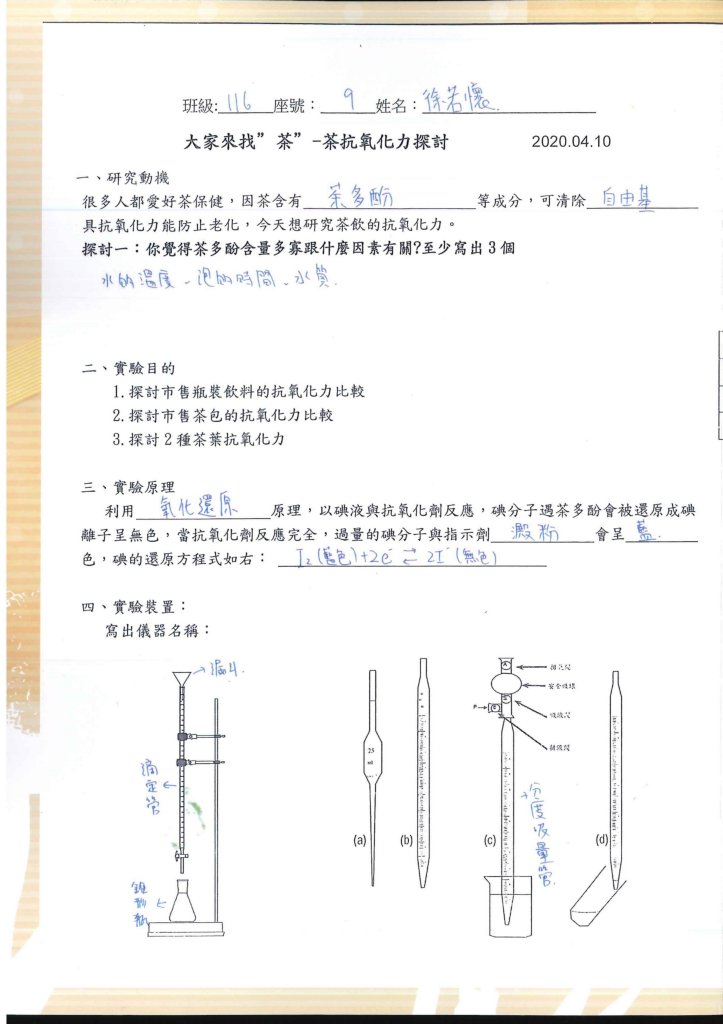 班級: 116 座號: 9 姓名: 徐若懷
大家來找”茶”-茶抗氧化力探討 2020.04.10
一、研究動機
很多人都愛好茶保健，因茶含有 茶多酚 等成分，可清除 自由基
具抗氧化力能防止老化，今天想研究茶飲的抗氧化力。
探討一：你覺得茶多酚含量多寡跟什麼因素有關?至少寫出3個
水的溫度、泡的時間、水質.
二、實驗目的
1.探討市售瓶裝飲料的抗氧化力比較
2.探討市售茶包的抗氧化力比較
3.探討2種茶葉抗氧化力
三、實驗原理
利用 氧化還原 原理，以碘液與抗氧化劑反應，碘分子遇茶多酚會被還原成碘
離子呈無色，當抗氧化劑反應完全，過量的碘分子與指示劑 澱粉 會呈 藍.
色，碘的還原方程式如右： I₂(藍色)+2e⁻ ⇄ 2I⁻(無色)
四、實驗裝置：
寫出儀器名稱：
漏斗.
滴定管
錐形瓶
25
ml
(a)
(b)
安全吸球
吸液閥
排液閥
(c)
分度吸量管.
(d)